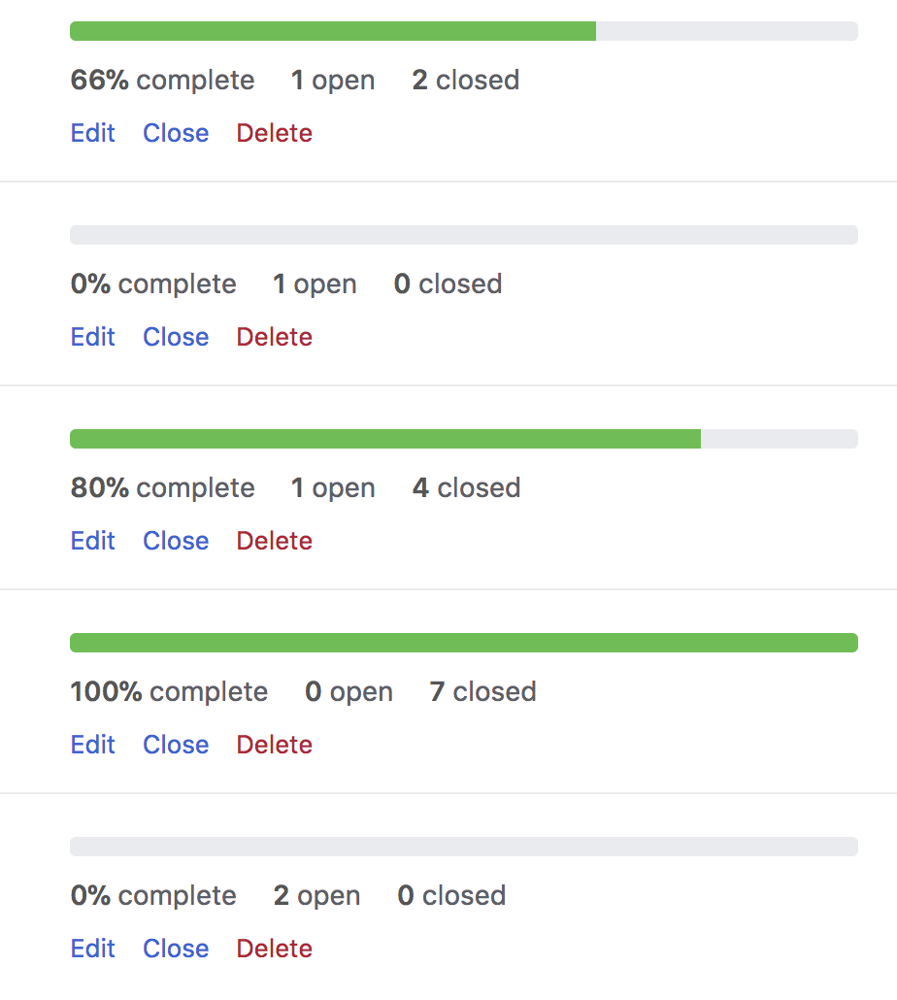 66% complete 1 open 2 closed
Edit Close Delete
0% complete 1 open 0 closed
Edit Close Delete
80% complete 1 open 4 closed
Edit Close Delete
100% complete 0 open 7 closed
Edit Close Delete
0% complete 2 open 0 closed
Edit Close Delete